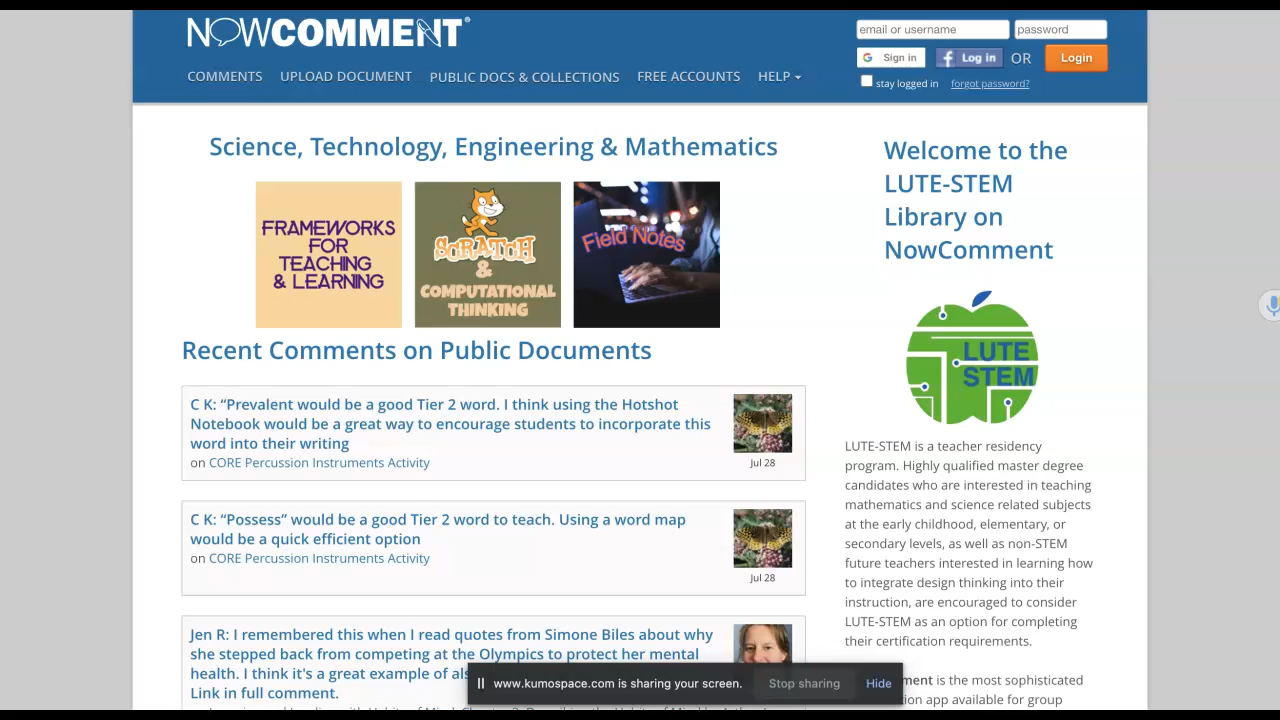 NOWCOMMENT®
email or username
password
Sign in
Log in
OR
Login
stay logged in
forgot password?
COMMENTS
UPLOAD DOCUMENT
PUBLIC DOCS & COLLECTIONS
FREE ACCOUNTS
HELP
Science, Technology, Engineering & Mathematics
FRAMEWORKS
FOR
TEACHING
& LEARNING
SCRATCH
&
COMPUTATIONAL
THINKING
Field Notes
Recent Comments on Public Documents
C K: “Prevalent would be a good Tier 2 word. I think using the Hotshot
Notebook would be a great way to encourage students to incorporate this
word into their writing
on CORE Percussion Instruments Activity
Jul 28
C K: “Possess” would be a good Tier 2 word to teach. Using a word map
would be a quick efficient option
on CORE Percussion Instruments Activity
Jul 28
Jen R: I remembered this when I read quotes from Simone Biles about why
she stepped back from competing at the Olympics to protect her mental
health. I think it's a great example of
Link in full comment.
Welcome to the
LUTE-STEM
Library on
NowComment
LUTE
STEM
LUTE-STEM is a teacher residency
program. Highly qualified master degree
candidates who are interested in teaching
mathematics and science related subjects
at the early childhood, elementary, or
secondary levels, as well as non-STEM
future teachers interested in learning how
to integrate design thinking into their
instruction, are encouraged to consider
LUTE-STEM as an option for completing
their certification requirements.
is the most sophisticated
app available for group
www.kumospace.com is sharing your screen.
Stop sharing
Hide